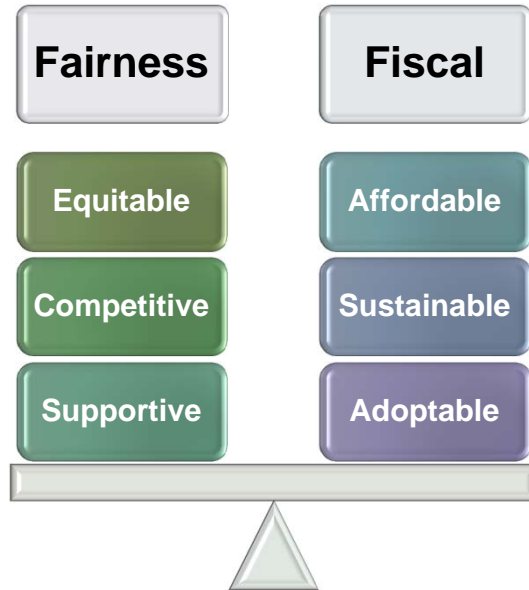 Fairness
Fiscal
Equitable
Affordable
Competitive
Sustainable
Supportive
Adoptable